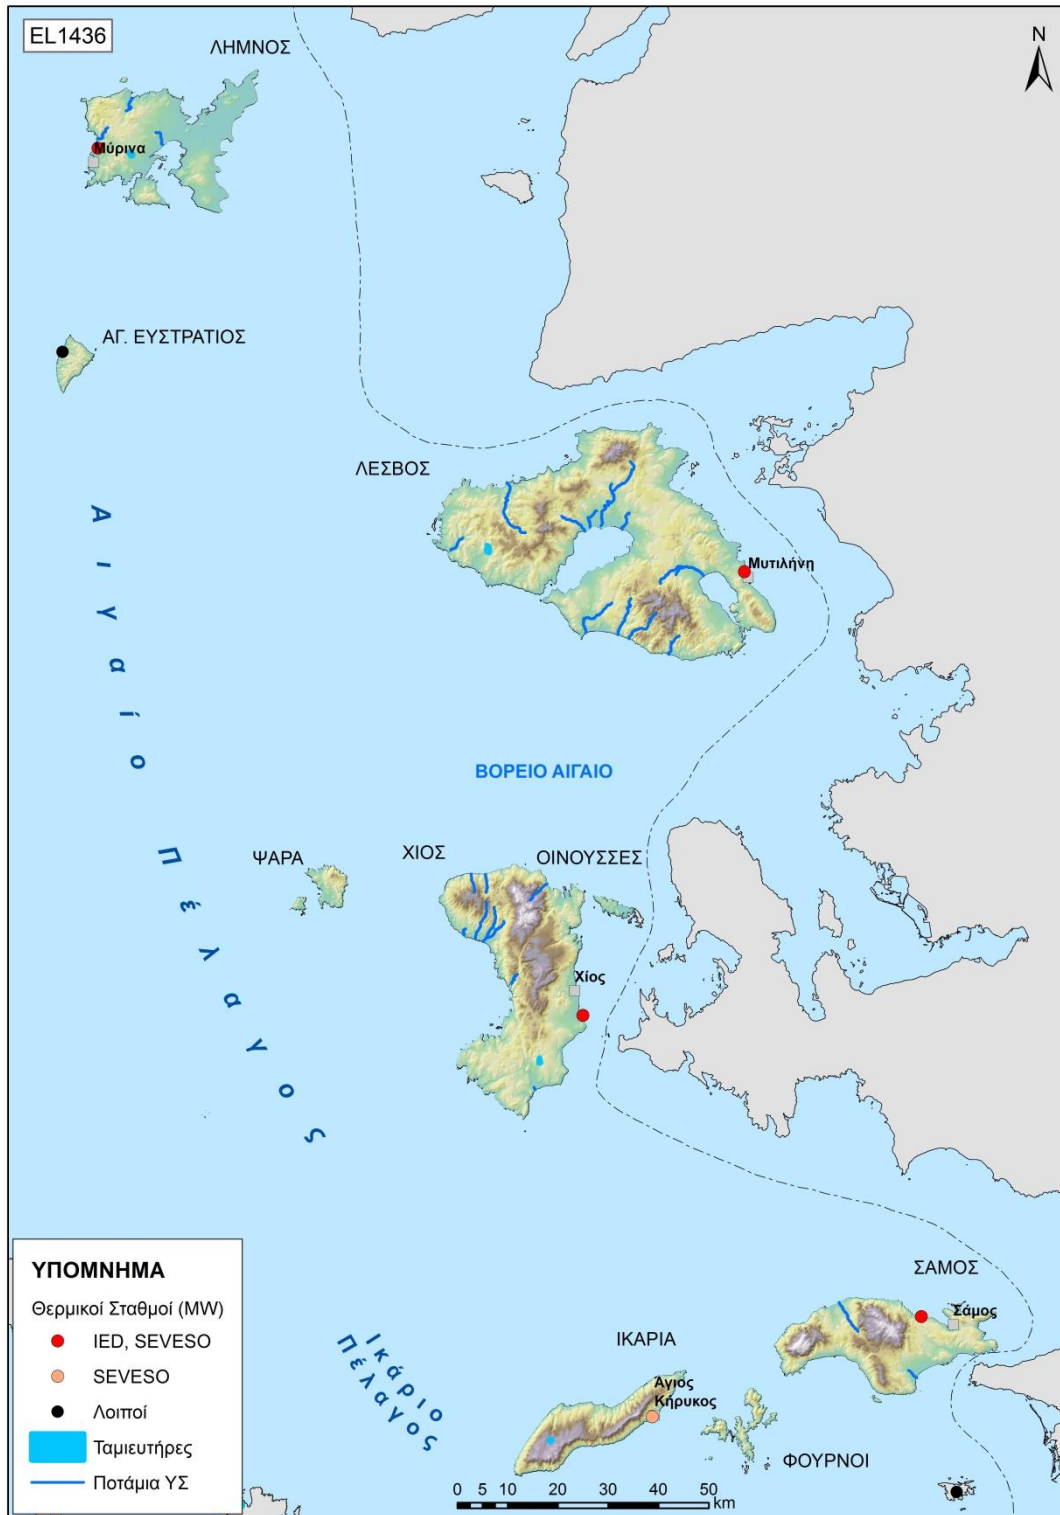 EL1436
N
ΛΗΜΝΟΣ
Μύρινα
ΑΓ. ΕΥΣΤΡΑΤΙΟΣ
ΛΕΣΒΟΣ
Μυτιλήνη
Αιγαίο Πέλαγος
ΒΟΡΕΙΟ ΑΙΓΑΙΟ
ΨΑΡΑ
ΧΙΟΣ
ΟΙΝΟΥΣΣΕΣ
Χίος
ΣΑΜΟΣ
Σάμος
ΙΚΑΡΙΑ
Άγιος
Κήρυκος
Ικάριο
Πέλαγος
ΦΟΥΡΝΟΙ
ΥΠΟΜΝΗΜΑ
Θερμικοί Σταθμοί (MW)
IED, SEVESO
SEVESO
Λοιποί
Ταμιευτήρες
Ποτάμια ΥΣ
0 5 10 20 30 40 50
km